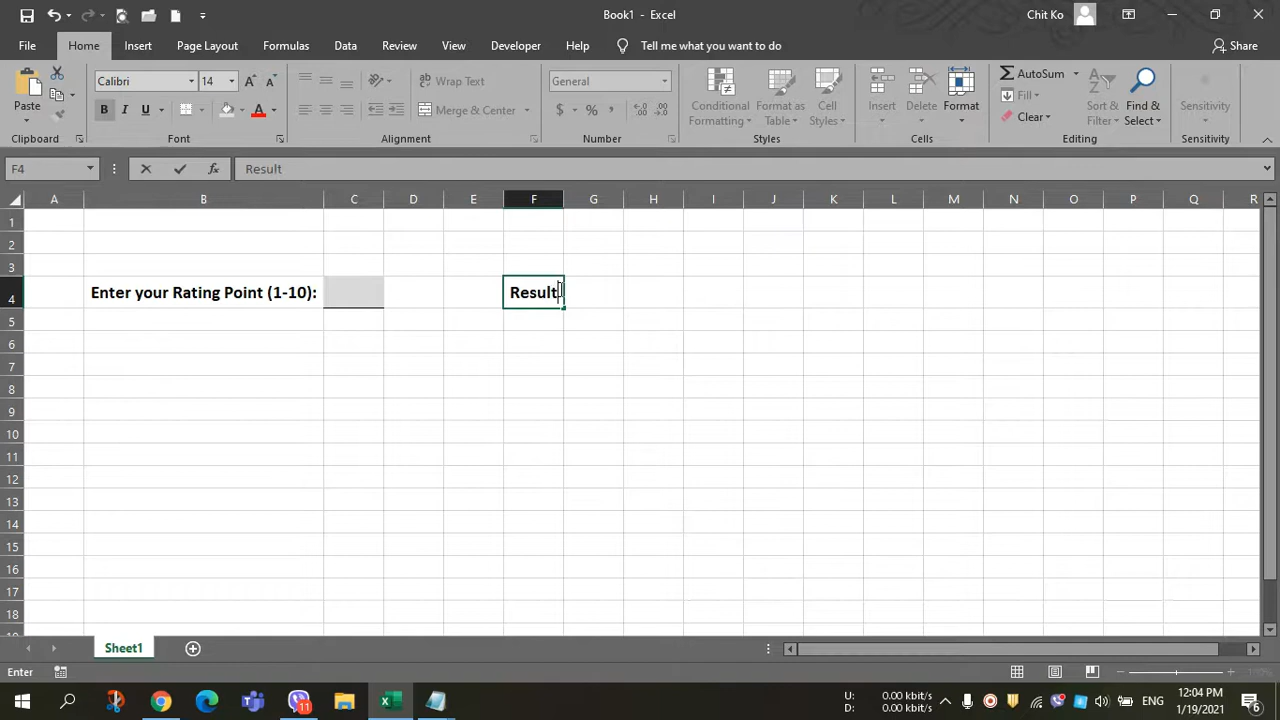 Book1 - Excel
Chit Ko
File Home Insert Page Layout Formulas Data Review View Developer Help Tell me what you want to do Share
Paste
Clipboard
Calibri 14
B I U
Font
Wrap Text
Merge & Center
Alignment
General
$ % ,
Number
Conditional Formatting
Format as Table
Cell Styles
Styles
Insert
Delete
Format
Cells
AutoSum
Fill
Clear
Sort & Filter
Find & Select
Editing
Sensitivity
Sensitivity
F4 fx Result
A B C D E F G H I J K L M N O P Q R
1
2
3
4 Enter your Rating Point (1-10): Result
5
6
7
8
9
10
11
12
13
14
15
16
17
18
Sheet1
Enter
11
U: 0.00 kbit/s
D: 0.00 kbit/s
ENG
12:04 PM
1/19/2021
6